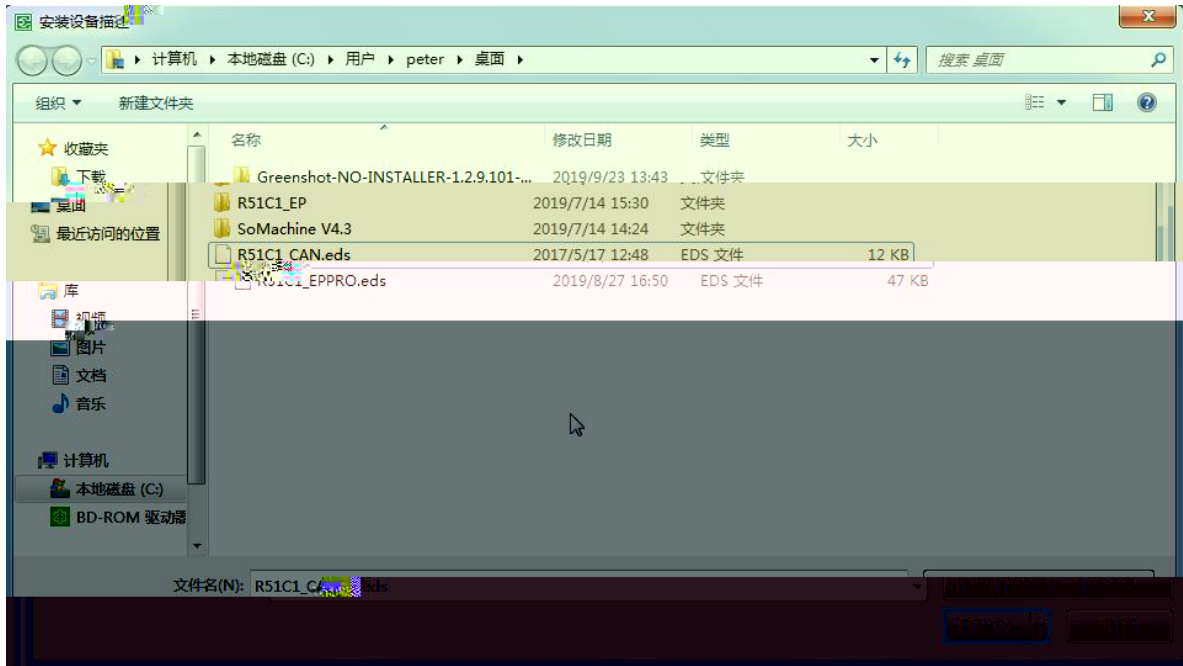 安装设备描述
计算机 ▸ 本地磁盘 (C:) ▸ 用户 ▸ peter ▸ 桌面 ▸
搜索 桌面
组织 新建文件夹
名称 修改日期 类型 大小
收藏夹
下载
桌面
最近访问的位置
库
视频
图片
文档
音乐
计算机
本地磁盘 (C:)
BD-ROM 驱动器
Greenshot-NO-INSTALLER-1.2.9.101-... 2019/9/23 13:43 文件夹
R51C1_EP 2019/7/14 15:30 文件夹
SoMachine V4.3 2019/7/14 14:24 文件夹
R51C1_CAN.eds 2017/5/17 12:48 EDS 文件 12 KB
R51C1_EPPRO.eds 2019/8/27 16:50 EDS 文件 47 KB
文件名(N): R51C1_CAN.eds